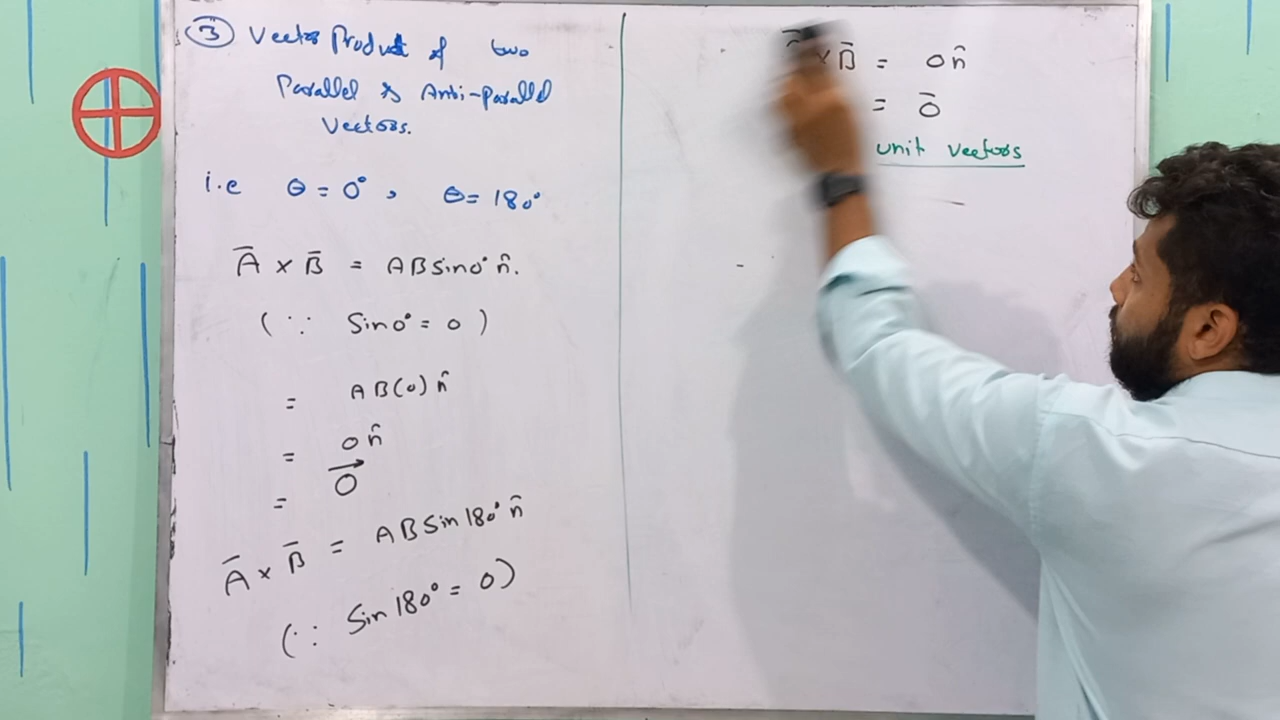 3 Vector Product of two
Parallel & Anti-parallel
Vectors.
i.e θ = 0°, θ = 180°
A̅ × B̅ = AB sin0° n̂.
(∵ Sin0° = 0)
= AB(0) n̂
= 0 n̂
= 0⃗
A̅ × B̅ = AB Sin 180° n̂
(∵ Sin 180° = 0)
× B̅ = 0 n̂
= 0̅
unit vectors